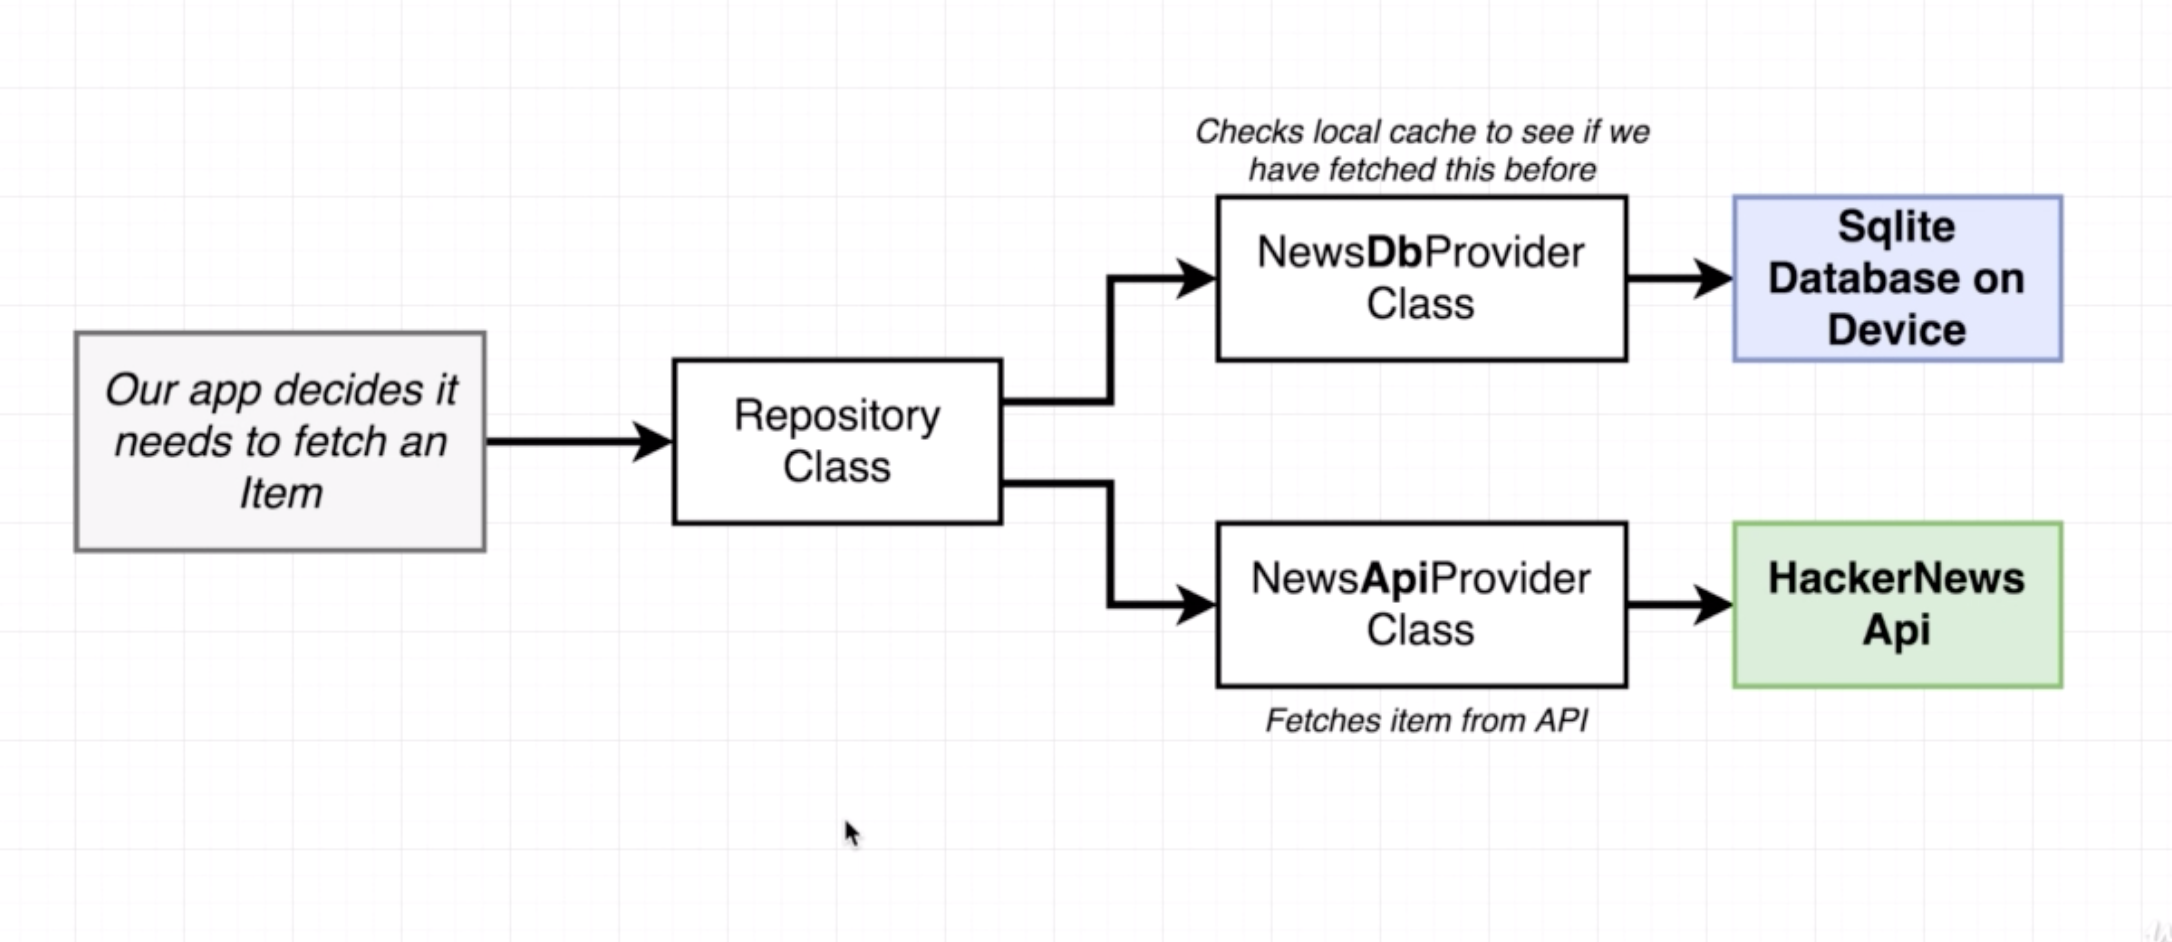 Our app decides it
needs to fetch an
Item
Repository
Class
Checks local cache to see if we
have fetched this before
NewsDbProvider
Class
Sqlite
Database on
Device
NewsApiProvider
Class
HackerNews
Api
Fetches item from API